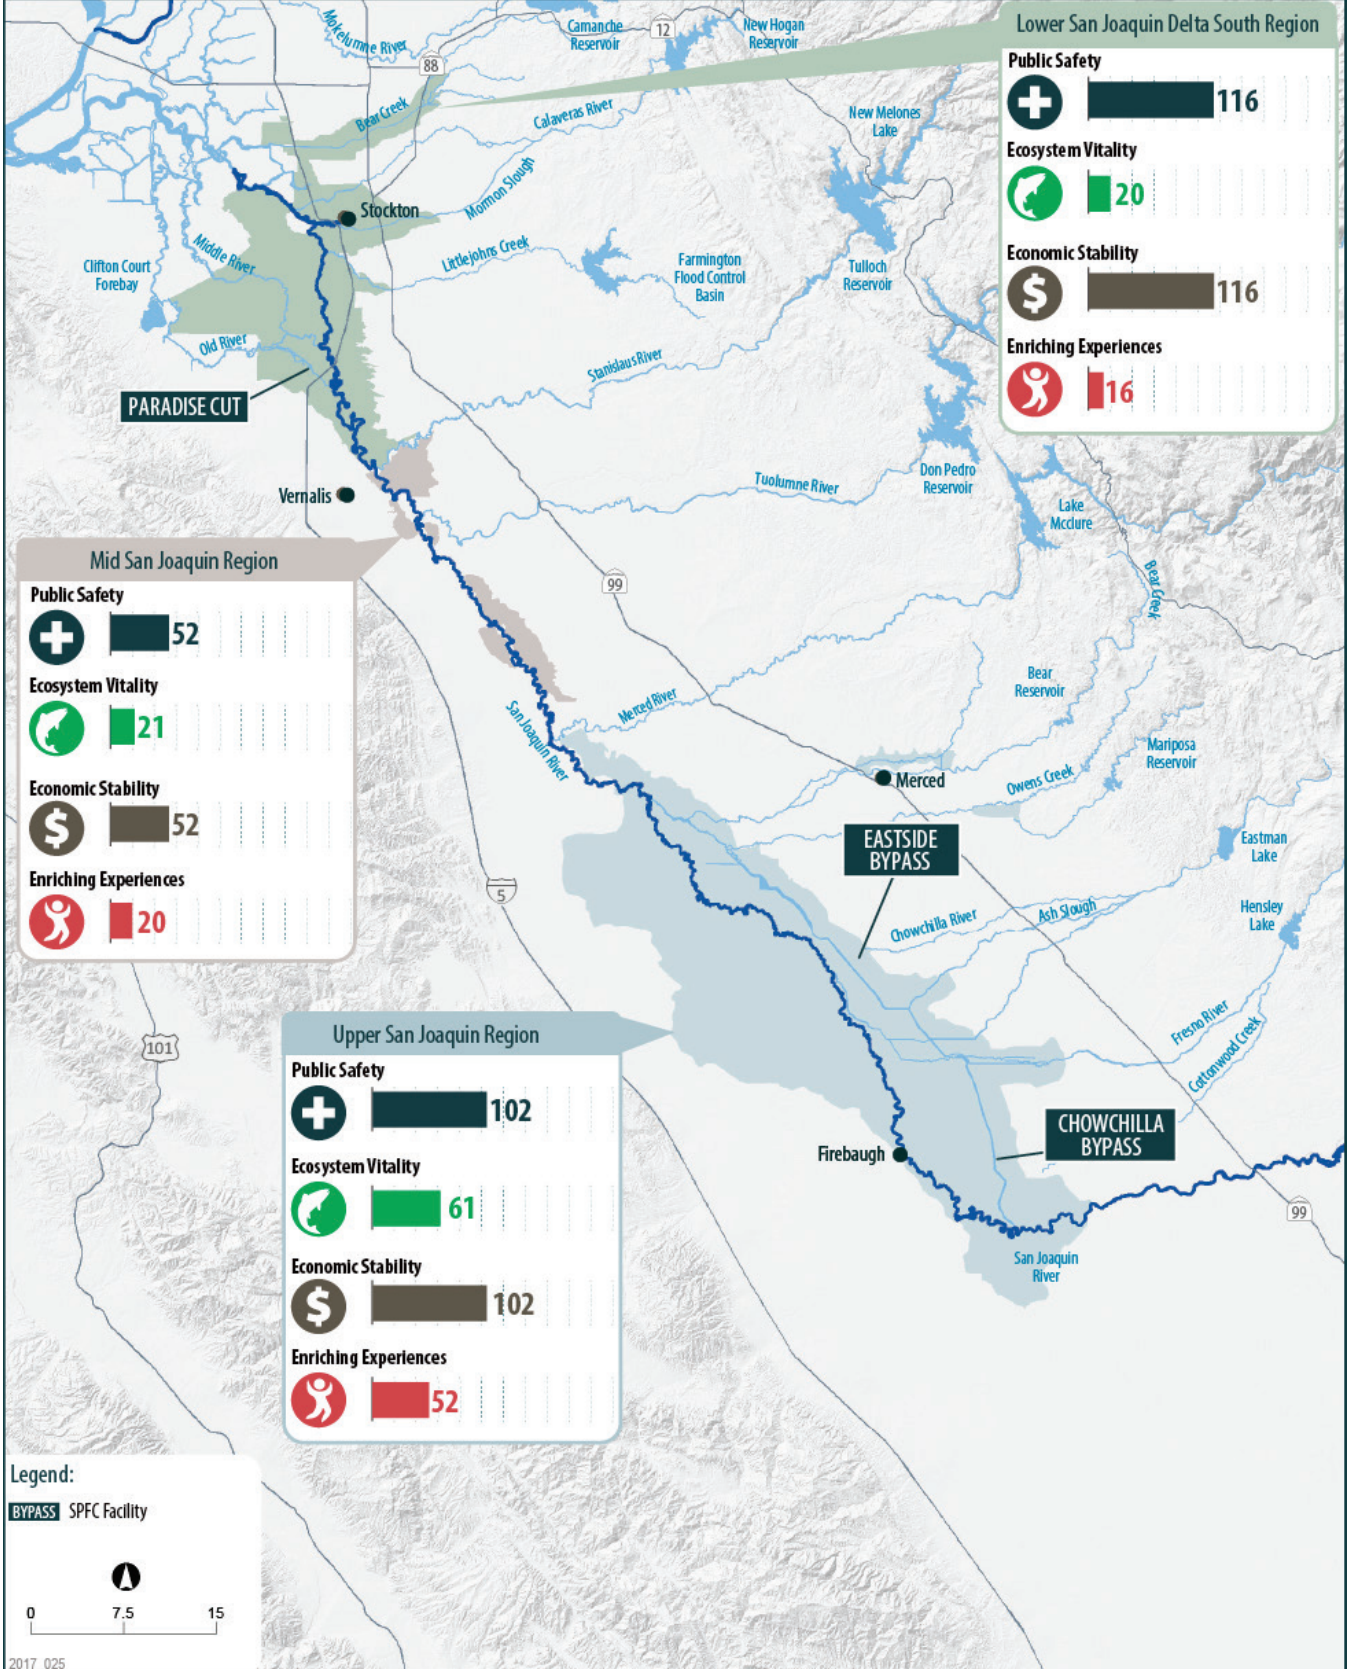 Mokelumne River
Camanche
Reservoir
12
New Hogan
Reservoir
88
Bear Creek
Calaveras River
Mormon Slough
New Melones
Lake
Stockton
Middle River
Littlejohns Creek
Clifton Court
Forebay
Farmington
Flood Control
Basin
Tulloch
Reservoir
Old River
Stanislaus River
PARADISE CUT
Vernalis
Tuolumne River
Don Pedro
Reservoir
Lake
Mcclure
Bear Creek
99
Lower San Joaquin Delta South Region
Public Safety
116
Ecosystem Vitality
20
Economic Stability
$ 116
Enriching Experiences
16
Mid San Joaquin Region
Public Safety
52
Ecosystem Vitality
21
Economic Stability
$ 52
Enriching Experiences
20
San Joaquin
River
Merced River
Bear
Reservoir
Mariposa
Reservoir
Merced
Owens Creek
EASTSIDE
BYPASS
Eastman
Lake
5
Chowchilla River
Ash Slough
Hensley
Lake
Fresno River
Cottonwood Creek
101
Upper San Joaquin Region
Public Safety
102
Ecosystem Vitality
61
Economic Stability
$ 102
Enriching Experiences
52
Firebaugh
CHOWCHILLA
BYPASS
99
San Joaquin
River
Legend:
BYPASS SPFC Facility
0 7.5 15
2017_025